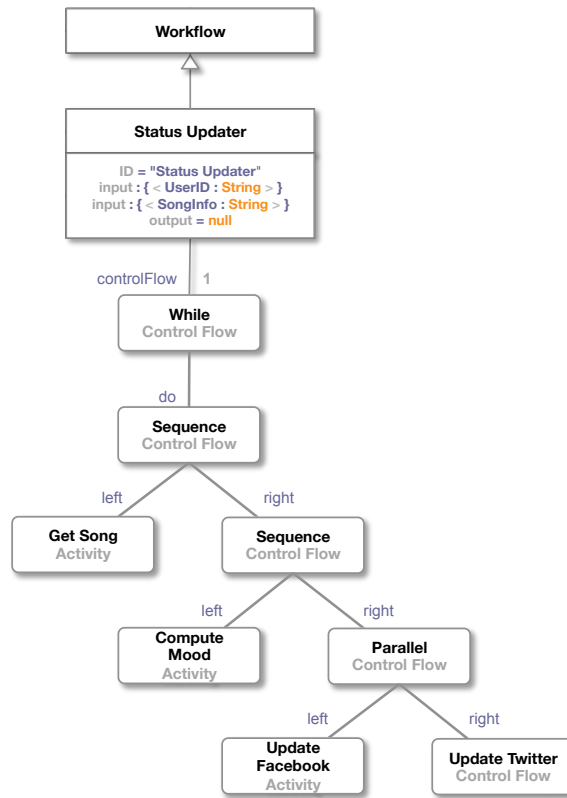 Workflow
Status Updater
ID = "Status Updater"
input : { < UserID : String > }
input : { < SongInfo : String > }
output = null
controlFlow 1
While
Control Flow
do
Sequence
Control Flow
left right
Get Song
Activity
Sequence
Control Flow
left right
Compute
Mood
Activity
Parallel
Control Flow
left right
Update
Facebook
Activity
Update Twitter
Control Flow